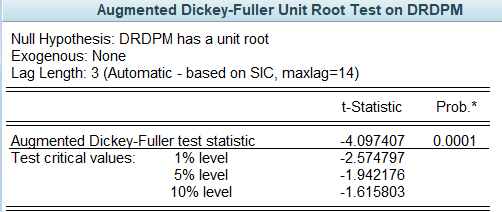 Augmented Dickey-Fuller Unit Root Test on DRDPM
Null Hypothesis: DRDPM has a unit root
Exogenous: None
Lag Length: 3 (Automatic - based on SIC, maxlag=14)
t-Statistic Prob.*
Augmented Dickey-Fuller test statistic -4.097407 0.0001
Test critical values: 1% level -2.574797
5% level -1.942176
10% level -1.615803